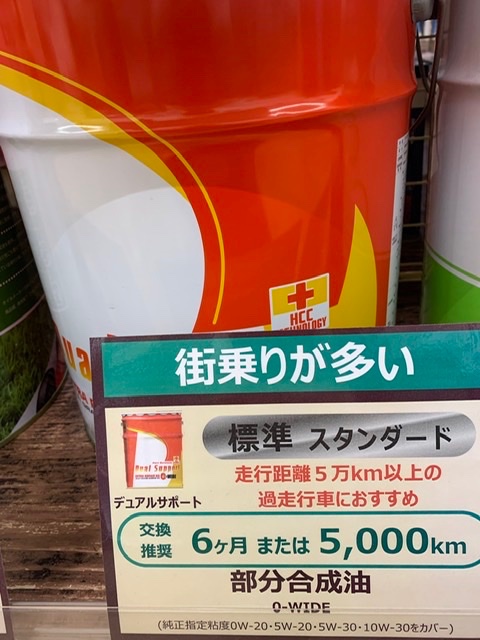 HCC
TECHNOLOGY
街乗りが多い
標準 スタンダード
Dual Support
デュアルサポート
走行距離5万km以上の
過走行車におすすめ
交換
推奨
6ヶ月 または 5,000km
部分合成油
0-WIDE
(純正指定粘度0W-20・5W-20・5W-30・10W-30をカバー)